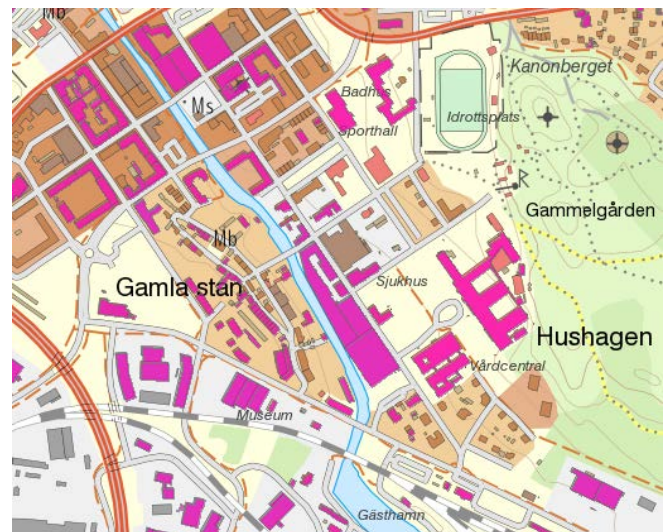 Mb
Kanonberget
Badhus
Ms
Idrottsplats
Sporthall
Gammelgården
Mb
Gamla stan
Sjukhus
Hushagen
Vårdcentral
Museum
Gästhamn